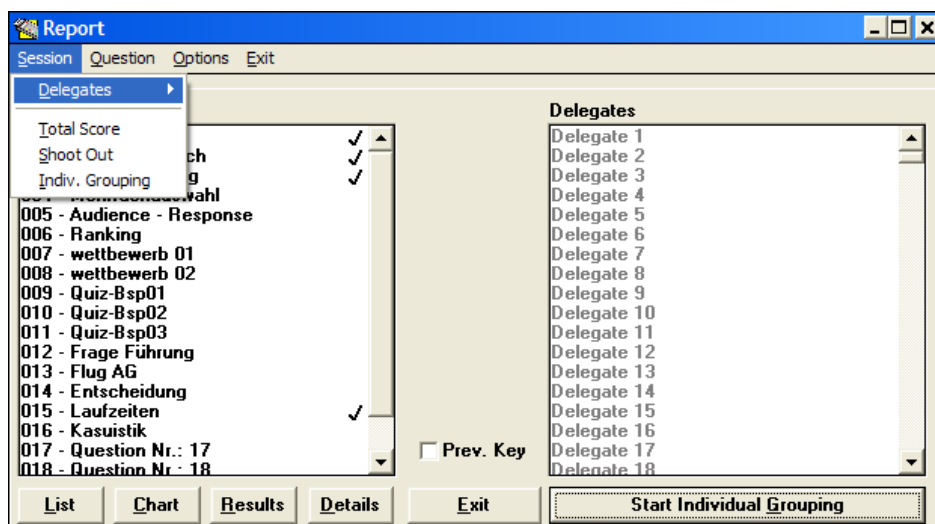 Report
Session Question Options Exit
Delegates
Total Score
Shoot Out
Indiv. Grouping
Delegates
ch
g
005 - Audience - Response
006 - Ranking
007 - wettbewerb 01
008 - wettbewerb 02
009 - Quiz-Bsp01
010 - Quiz-Bsp02
011 - Quiz-Bsp03
012 - Frage Führung
013 - Flug AG
014 - Entscheidung
015 - Laufzeiten
016 - Kasuistik
017 - Question Nr.: 17
018 - Question Nr.: 18
Delegate 1
Delegate 2
Delegate 3
Delegate 4
Delegate 5
Delegate 6
Delegate 7
Delegate 8
Delegate 9
Delegate 10
Delegate 11
Delegate 12
Delegate 13
Delegate 14
Delegate 15
Delegate 16
Delegate 17
Delegate 18
Prev. Key
List Chart Results Details Exit Start Individual Grouping